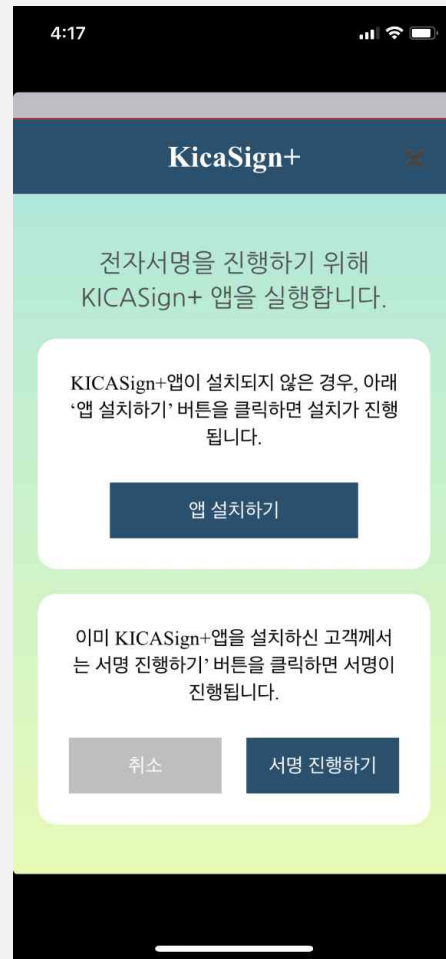 4:17
KicaSign+
전자서명을 진행하기 위해
KICASign+ 앱을 실행합니다.
KICASign+앱이 설치되지 않은 경우, 아래
‘앱 설치하기’ 버튼을 클릭하면 설치가 진행
됩니다.
앱 설치하기
이미 KICASign+앱을 설치하신 고객께서
는 서명 진행하기’ 버튼을 클릭하면 서명이
진행됩니다.
취소
서명 진행하기